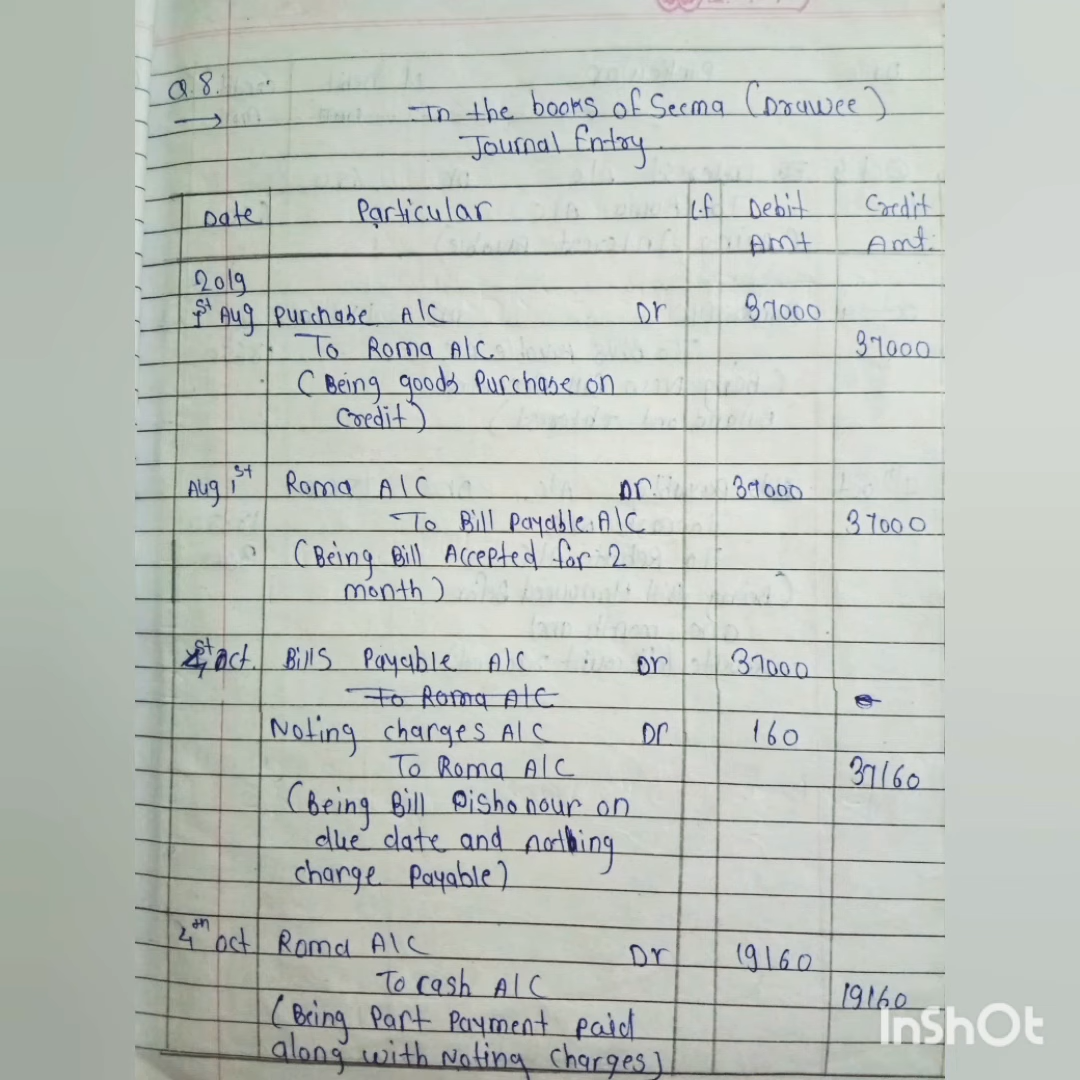 Q.8.
In the books of Seema (Drawee)
Journal Entry
Date Particular L.f Debit Amt Credit Amt.
2019
1st Aug Purchase A/C Dr 37000
To Roma A/C. 37000
(Being goods Purchase on
Credit)
Aug 1st Roma A/C Dr. 37000
To Bill Payable A/C 37000
(Being Bill Accepted for 2
month)
oct. Bills Payable A/C Dr 37000
To Roma A/C
Noting charges A/C Dr 160
To Roma A/C 37160
(Being Bill Dishonour on
due date and nothing
change Payable)
4th oct Roma A/C Dr 19160
To cash A/C 19160
(Being Part Payment paid
along with Noting Charges)
InShOt